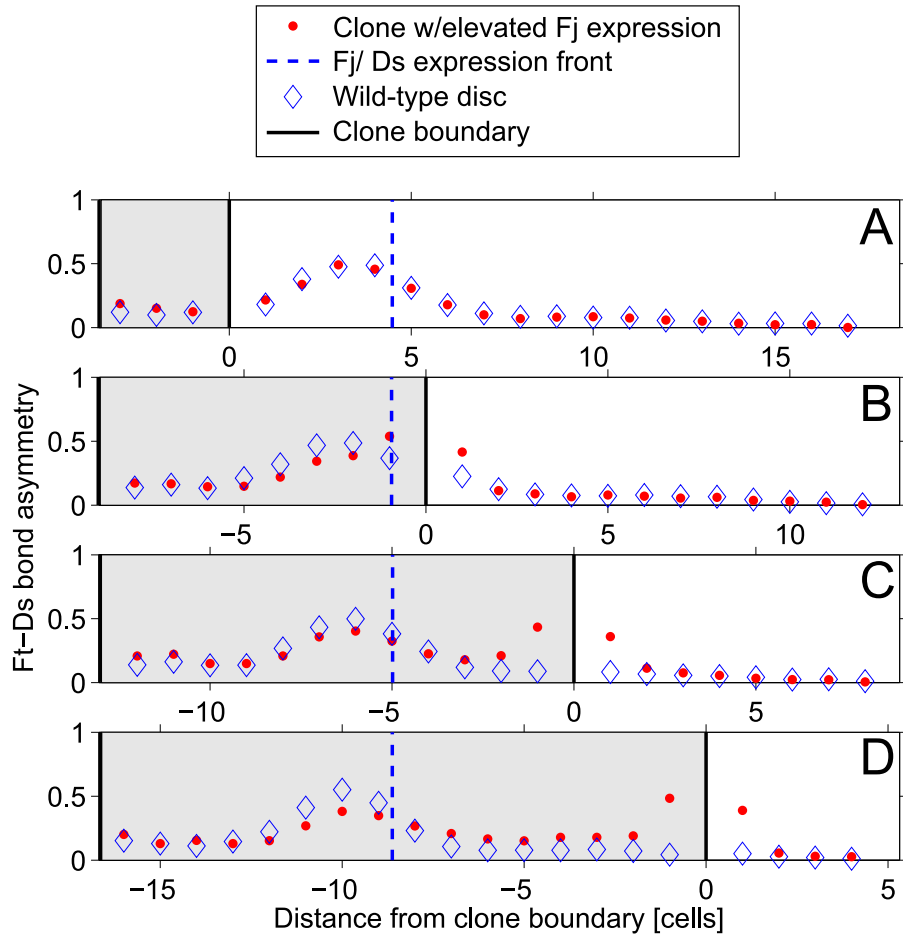 Clone w/elevated Fj expression
Fj/ Ds expression front
Wild-type disc
Clone boundary
1
0.5
0
A
0 5 10 15
1
0.5
0
B
−5 0 5 10
1
0.5
0
C
−10 −5 0 5
1
0.5
0
D
−15 −10 −5 0 5
Ft−Ds bond asymmetry
Distance from clone boundary [cells]